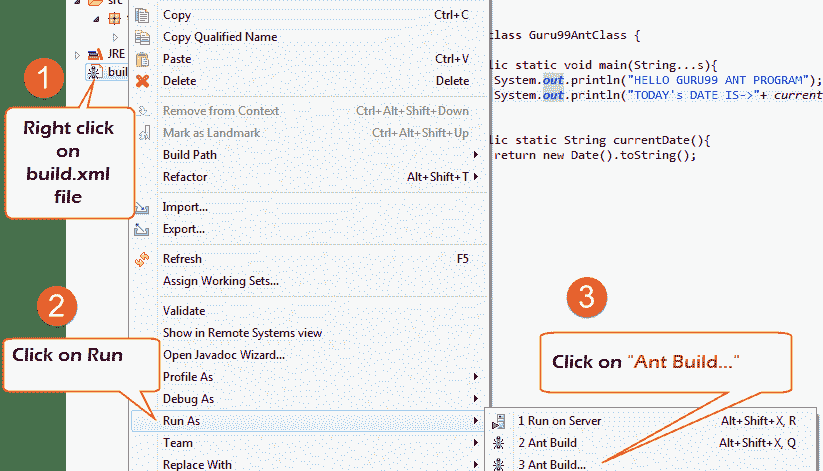 src
JRE
buil
1
Right click
on
build.xml
file
Copy Ctrl+C
Copy Qualified Name
Paste Ctrl+V
Delete Delete
Remove from Context Ctrl+Alt+Shift+Down
Mark as Landmark Ctrl+Alt+Shift+Up
Build Path
Refactor Alt+Shift+T
Import...
Export...
Refresh F5
Assign Working Sets...
Validate
Show in Remote Systems view
Open Javadoc Wizard...
Profile As
Debug As
Run As
Team
Replace With
2
Click on Run
class Guru99AntClass {
lic static void main(String...s){
System.out.println("HELLO GURU99 ANT PROGRAM");
System.out.println("TODAY's DATE IS->"+ current
lic static String currentDate(){
return new Date().toString();
3
Click on "Ant Build..."
1 Run on Server Alt+Shift+X, R
2 Ant Build Alt+Shift+X, Q
3 Ant Build...